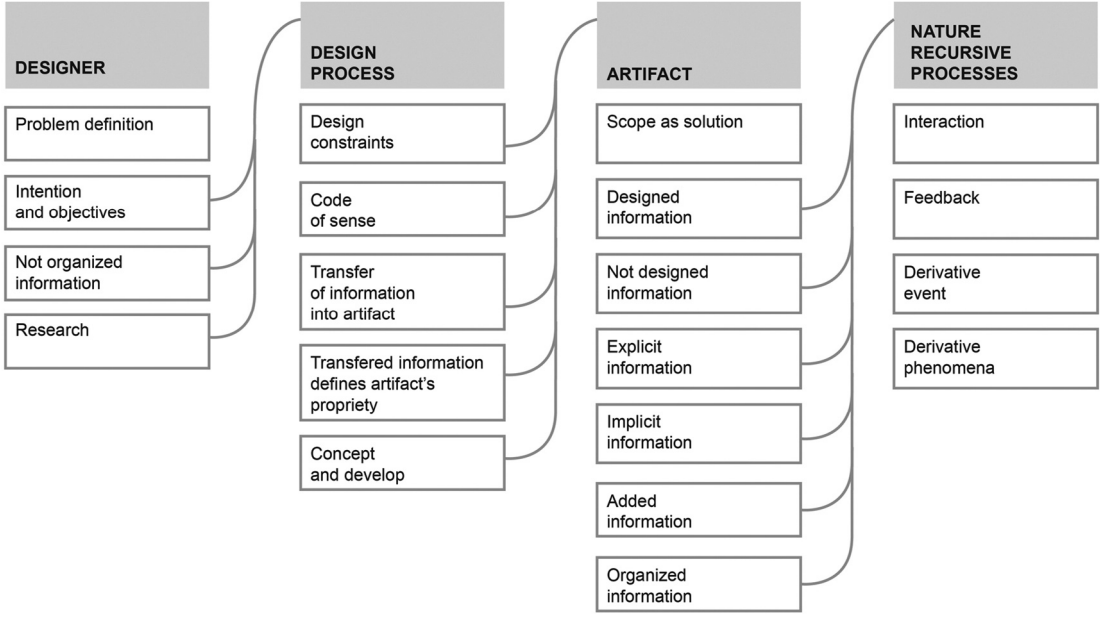 DESIGNER
Problem definition
Intention
and objectives
Not organized
information
Research
DESIGN
PROCESS
Design
constraints
Code
of sense
Transfer
of information
into artifact
Transfered information
defines artifact's
propriety
Concept
and develop
ARTIFACT
Scope as solution
Designed
information
Not designed
information
Explicit
information
Implicit
information
Added
information
Organized
information
NATURE
RECURSIVE
PROCESSES
Interaction
Feedback
Derivative
event
Derivative
phenomena